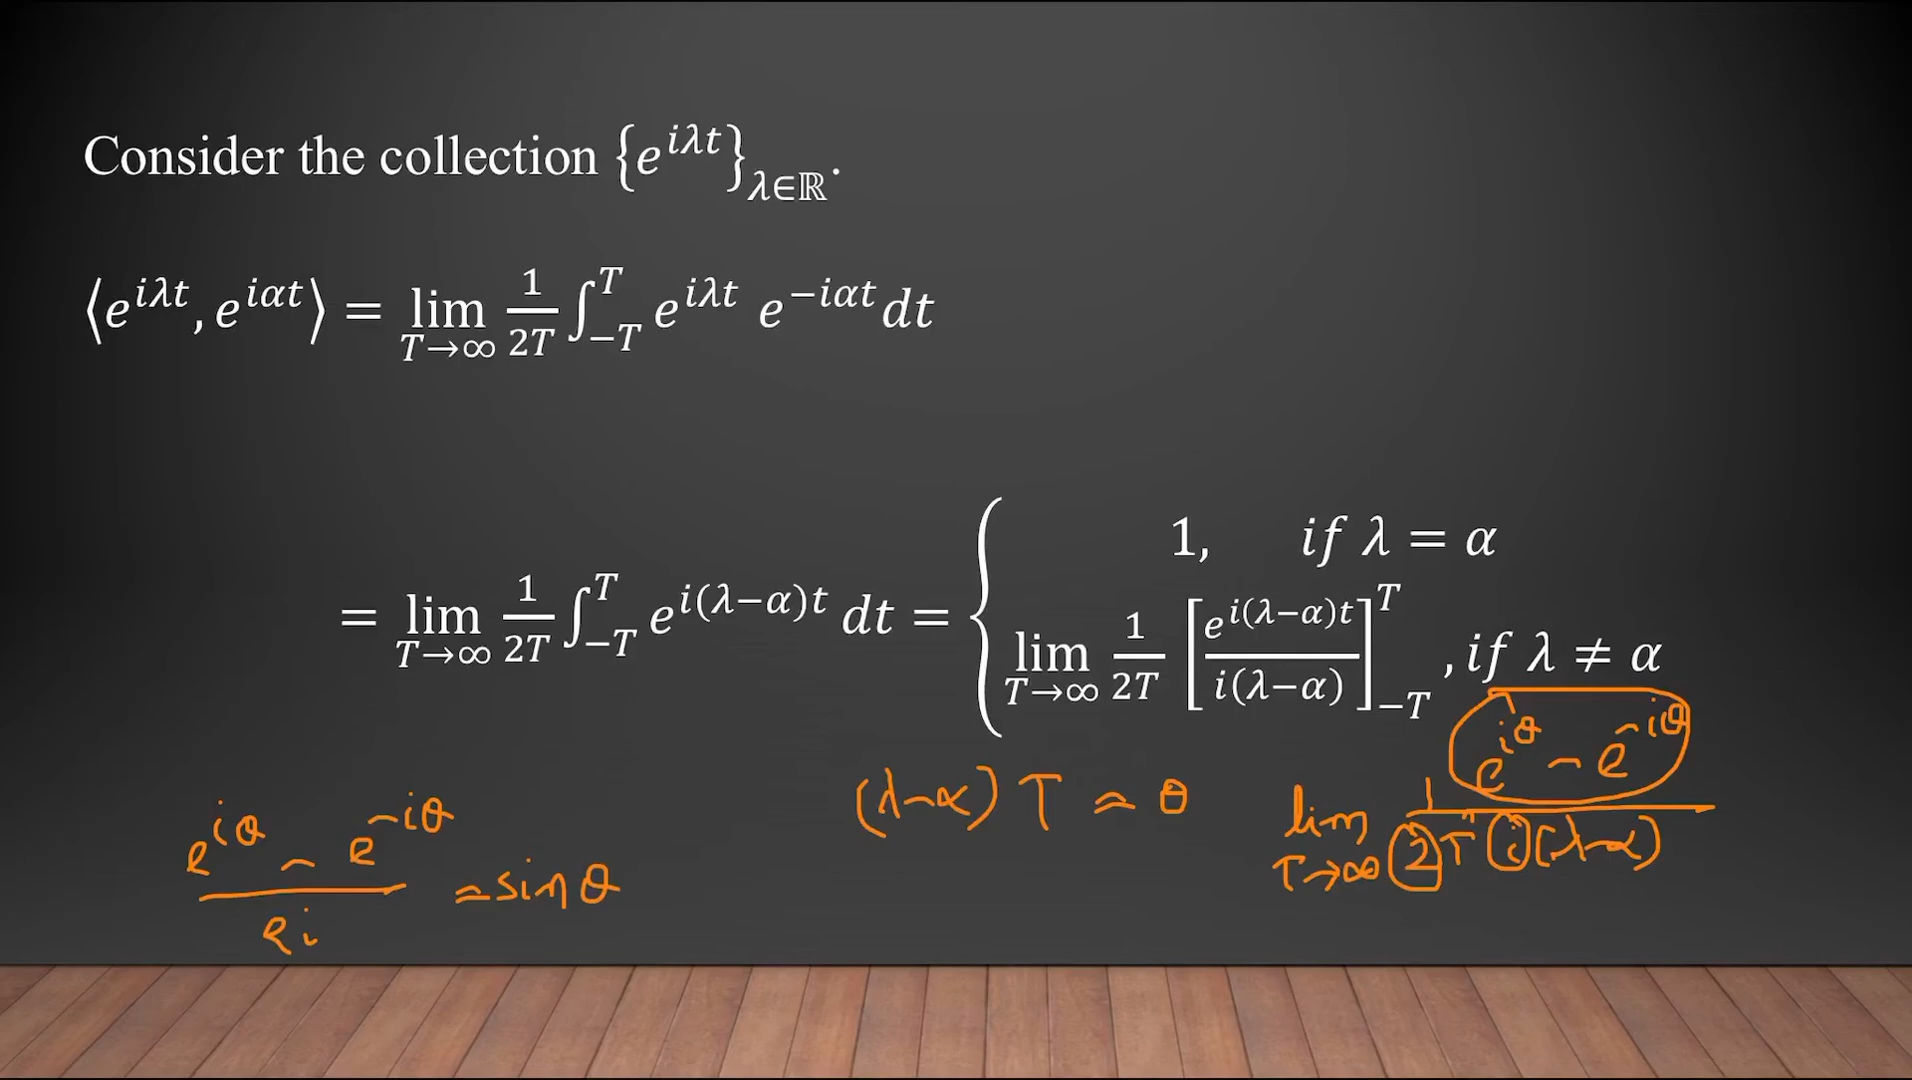 Consider the collection {e^{iλt}}_{λ∈ℝ}.
⟨e^{iλt}, e^{iαt}⟩ = lim_{T→∞} 1/2T ∫_{−T}^{T} e^{iλt} e^{−iαt} dt
= lim_{T→∞} 1/2T ∫_{−T}^{T} e^{i(λ−α)t} dt = { 1, if λ = α
lim_{T→∞} 1/2T [e^{i(λ−α)t} / i(λ−α)]_{−T}^{T}, if λ ≠ α
(λ−α) T = θ
lim_{T→∞} (e^{iθ} − e^{−iθ}) / 2T i(λ−α)
(e^{iθ} − e^{−iθ}) / 2i = sin θ